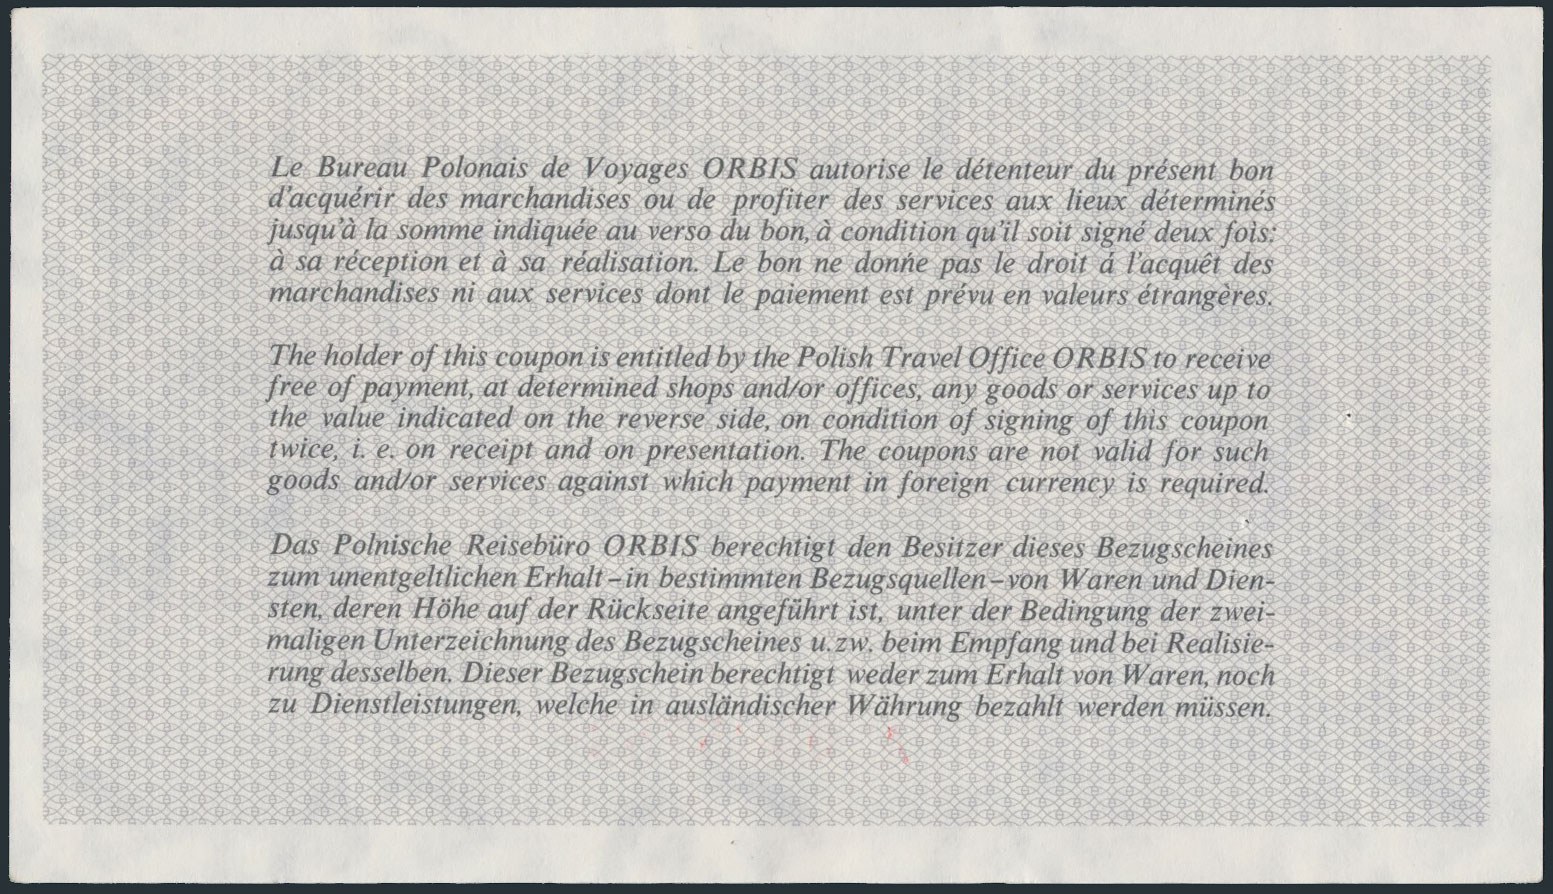 Le Bureau Polonais de Voyages ORBIS autorise le détenteur du présent bon
d'acquérir des marchandises ou de profiter des services aux lieux déterminés
jusqu'à la somme indiquée au verso du bon, à condition qu'il soit signé deux fois:
à sa réception et à sa réalisation. Le bon ne donńe pas le droit á l'acquêt des
marchandises ni aux services dont le paiement est prévu en valeurs étrangères.
The holder of this coupon is entitled by the Polish Travel Office ORBIS to receive
free of payment, at determined shops and/or offices, any goods or services up to
the value indicated on the reverse side, on condition of signing of this coupon
twice, i. e. on receipt and on presentation. The coupons are not valid for such
goods and/or services against which payment in foreign currency is required.
Das Polnische Reisebüro ORBIS berechtigt den Besitzer dieses Bezugscheines
zum unentgeltlichen Erhalt – in bestimmten Bezugsquellen – von Waren und Dien-
sten, deren Höhe auf der Rückseite angeführt ist, unter der Bedingung der zwei-
maligen Unterzeichnung des Bezugscheines u. zw. beim Empfang und bei Realisie-
rung desselben. Dieser Bezugschein berechtigt weder zum Erhalt von Waren, noch
zu Dienstleistungen, welche in ausländischer Währung bezahlt werden müssen.